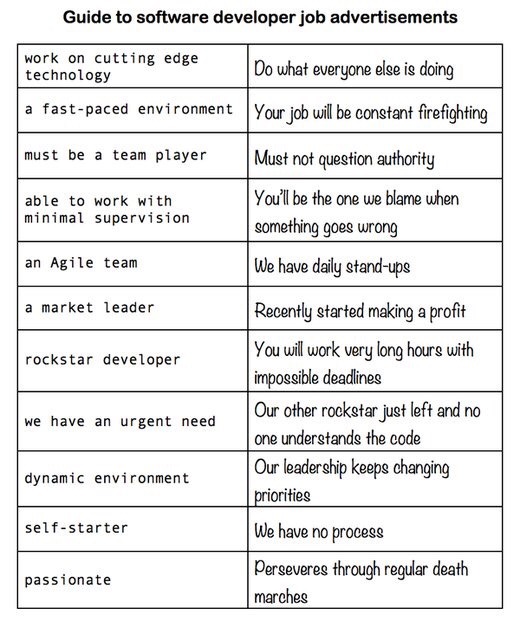 Guide to software developer job advertisements
work on cutting edge
technology
Do what everyone else is doing
a fast-paced environment
Your job will be constant firefighting
must be a team player
Must not question authority
able to work with
minimal supervision
You'll be the one we blame when
something goes wrong
an Agile team
We have daily stand-ups
a market leader
Recently started making a profit
rockstar developer
You will work very long hours with
impossible deadlines
we have an urgent need
Our other rockstar just left and no
one understands the code
dynamic environment
Our leadership keeps changing
priorities
self-starter
We have no process
passionate
Perseveres through regular death
marches